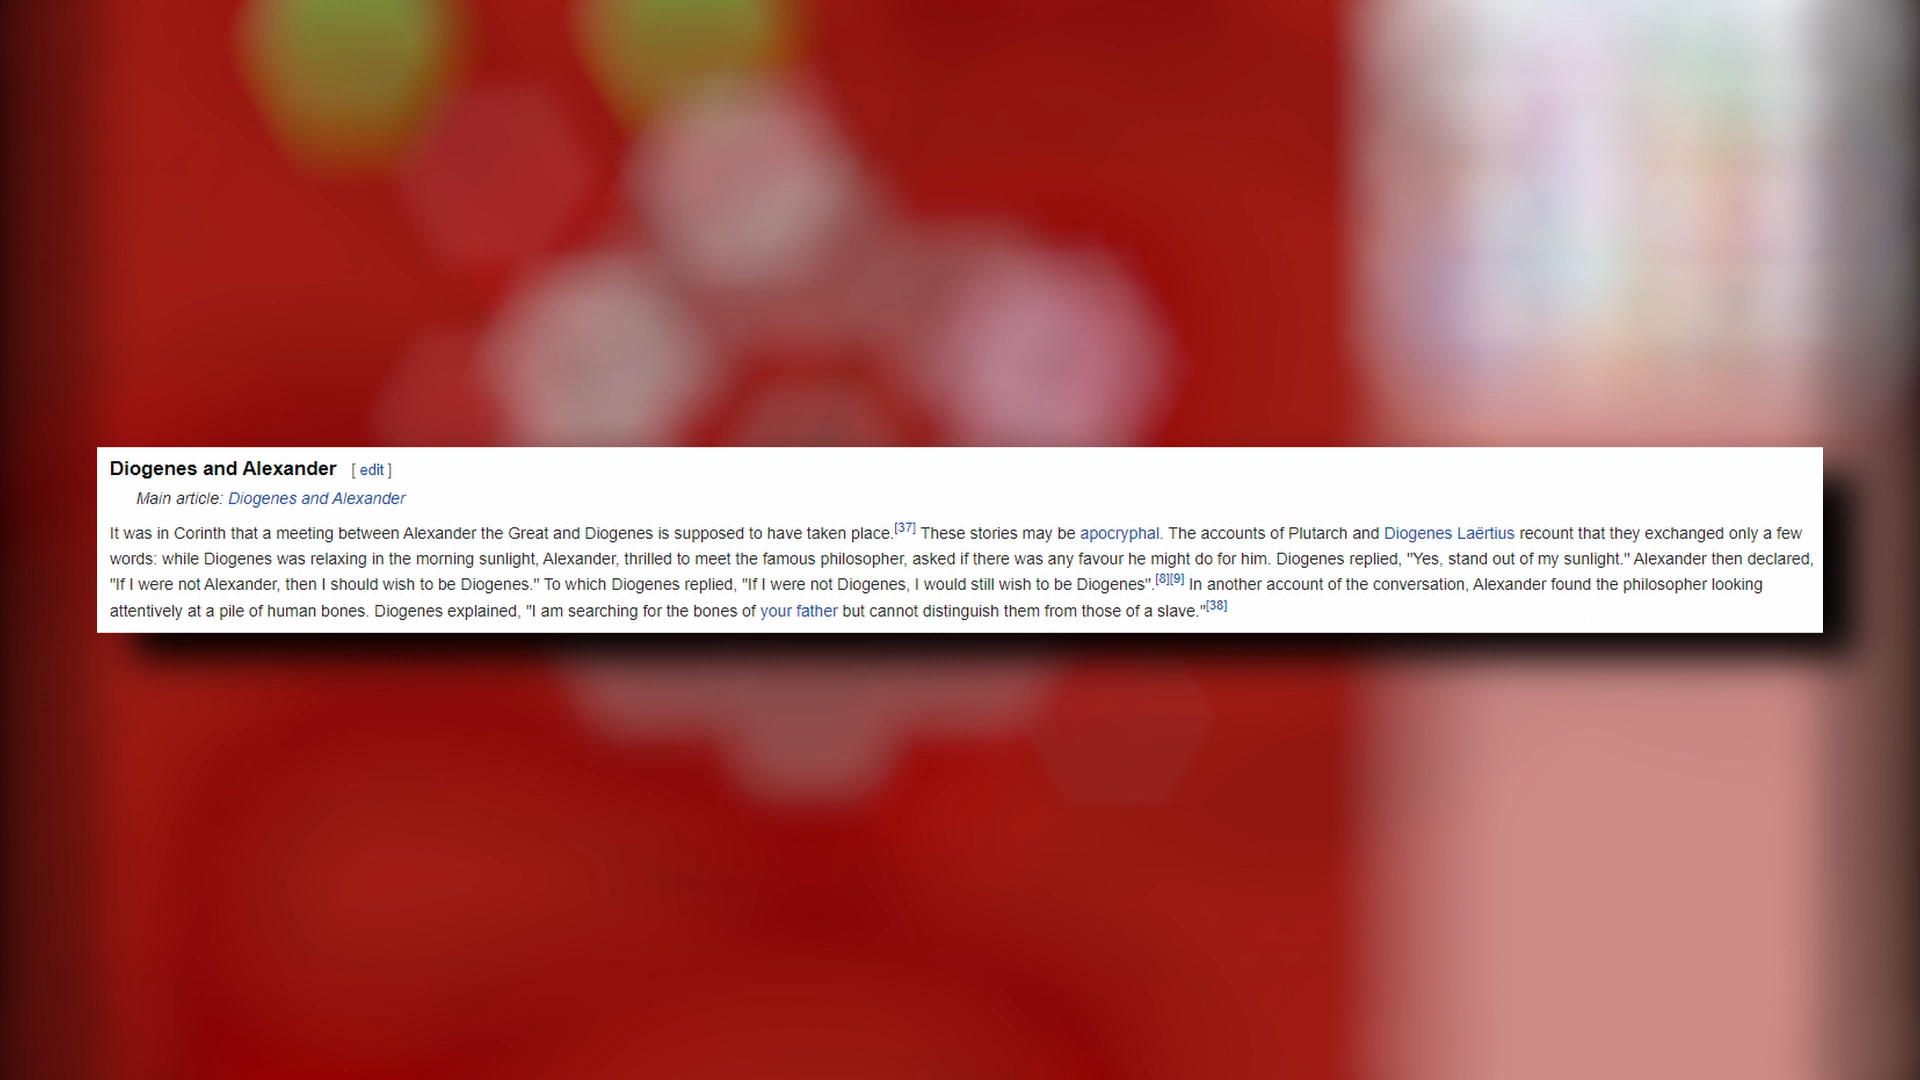 Diogenes and Alexander [ edit ]
Main article: Diogenes and Alexander
It was in Corinth that a meeting between Alexander the Great and Diogenes is supposed to have taken place.[37] These stories may be apocryphal. The accounts of Plutarch and Diogenes Laërtius recount that they exchanged only a few
words: while Diogenes was relaxing in the morning sunlight, Alexander, thrilled to meet the famous philosopher, asked if there was any favour he might do for him. Diogenes replied, "Yes, stand out of my sunlight." Alexander then declared,
"If I were not Alexander, then I should wish to be Diogenes." To which Diogenes replied, "If I were not Diogenes, I would still wish to be Diogenes".[8][9] In another account of the conversation, Alexander found the philosopher looking
attentively at a pile of human bones. Diogenes explained, "I am searching for the bones of your father but cannot distinguish them from those of a slave."[38]